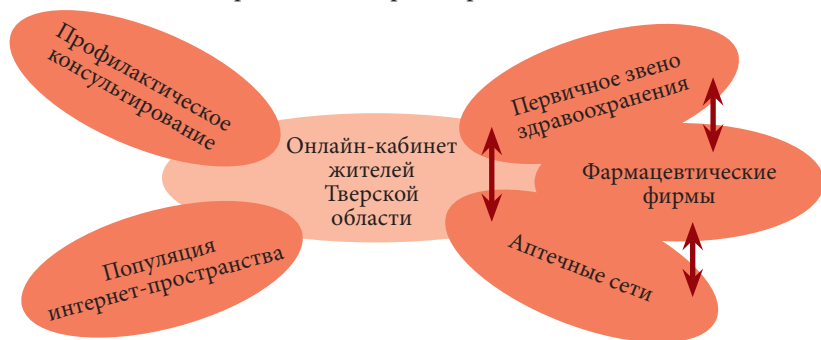 Профилактическое
консультирование
Первичное звено
здравоохранения
Онлайн-кабинет
жителей
Тверской
области
Фармацевтические
фирмы
Популяция
интернет-пространства
Аптечные сети